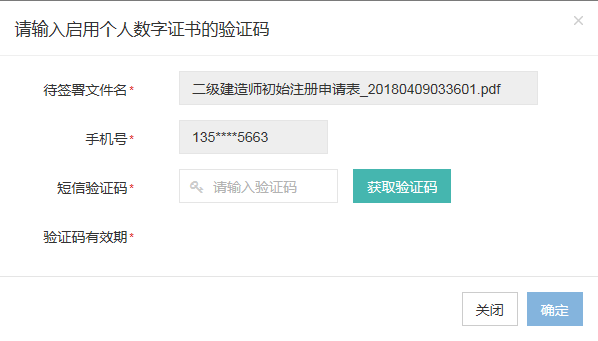 请输入启用个人数字证书的验证码
×
待签署文件名* 二级建造师初始注册申请表_20180409033601.pdf
手机号* 135****5663
短信验证码* 请输入验证码 获取验证码
验证码有效期*
关闭 确定